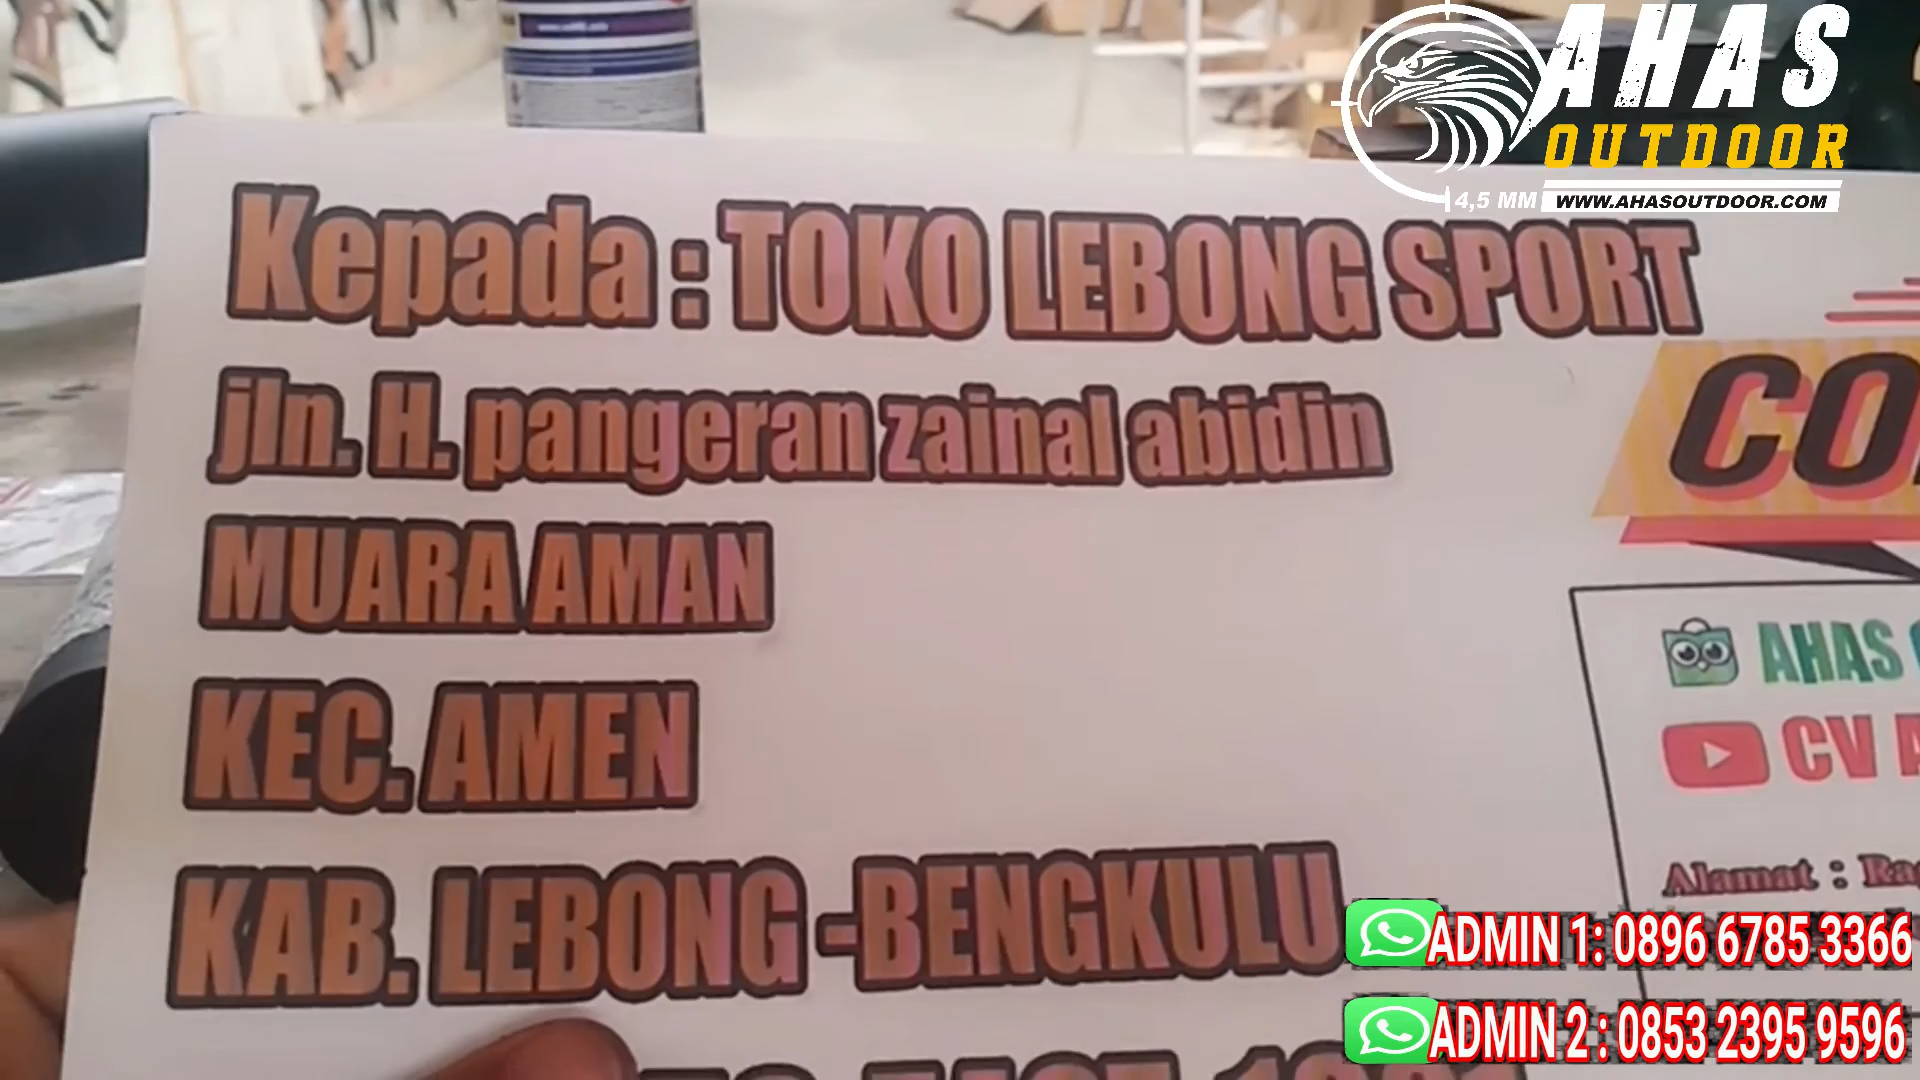 AHAS
OUTDOOR
4,5 MM WWW.AHASOUTDOOR.COM
Kepada : TOKO LEBONG SPORT
jln. H. pangeran zainal abidin
MUARA AMAN
KEC. AMEN
KAB. LEBONG -BENGKULU
AHAS
CV
Alamat :
ADMIN 1: 0896 6785 3366
ADMIN 2 : 0853 2395 9596